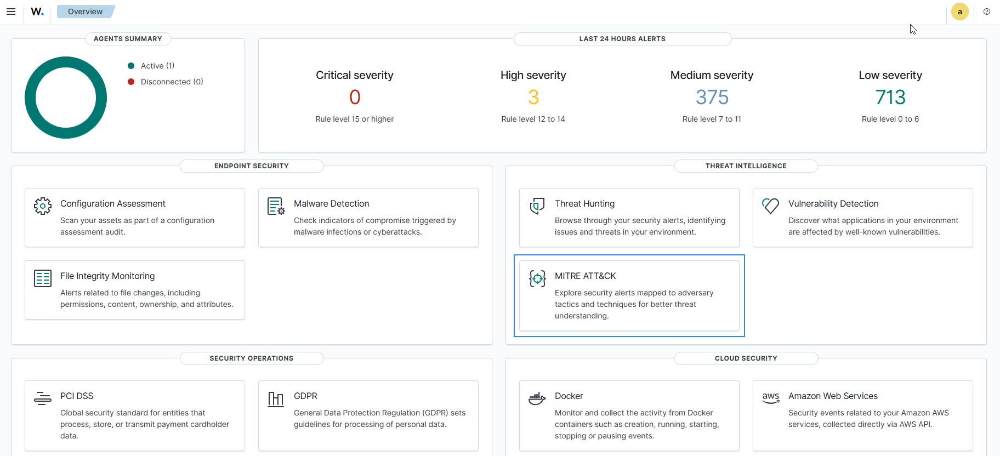 W. Overview a
AGENTS SUMMARY
Active (1)
Disconnected (0)
LAST 24 HOURS ALERTS
Critical severity
0
Rule level 15 or higher
High severity
3
Rule level 12 to 14
Medium severity
375
Rule level 7 to 11
Low severity
713
Rule level 0 to 6
ENDPOINT SECURITY
Configuration Assessment
Scan your assets as part of a configuration
assessment audit.
Malware Detection
Check indicators of compromise triggered by
malware infections or cyberattacks.
File Integrity Monitoring
Alerts related to file changes, including
permissions, content, ownership, and attributes.
THREAT INTELLIGENCE
Threat Hunting
Browse through your security alerts, identifying
issues and threats in your environment.
Vulnerability Detection
Discover what applications in your environment
are affected by well-known vulnerabilities.
MITRE ATT&CK
Explore security alerts mapped to adversary
tactics and techniques for better threat
understanding.
SECURITY OPERATIONS
PCI DSS
Global security standard for entities that
process, store, or transmit payment cardholder
data.
GDPR
General Data Protection Regulation (GDPR) sets
guidelines for processing of personal data.
CLOUD SECURITY
Docker
Monitor and collect the activity from Docker
containers such as creation, running, starting,
stopping or pausing events.
aws
Amazon Web Services
Security events related to your Amazon AWS
services, collected directly via AWS API.